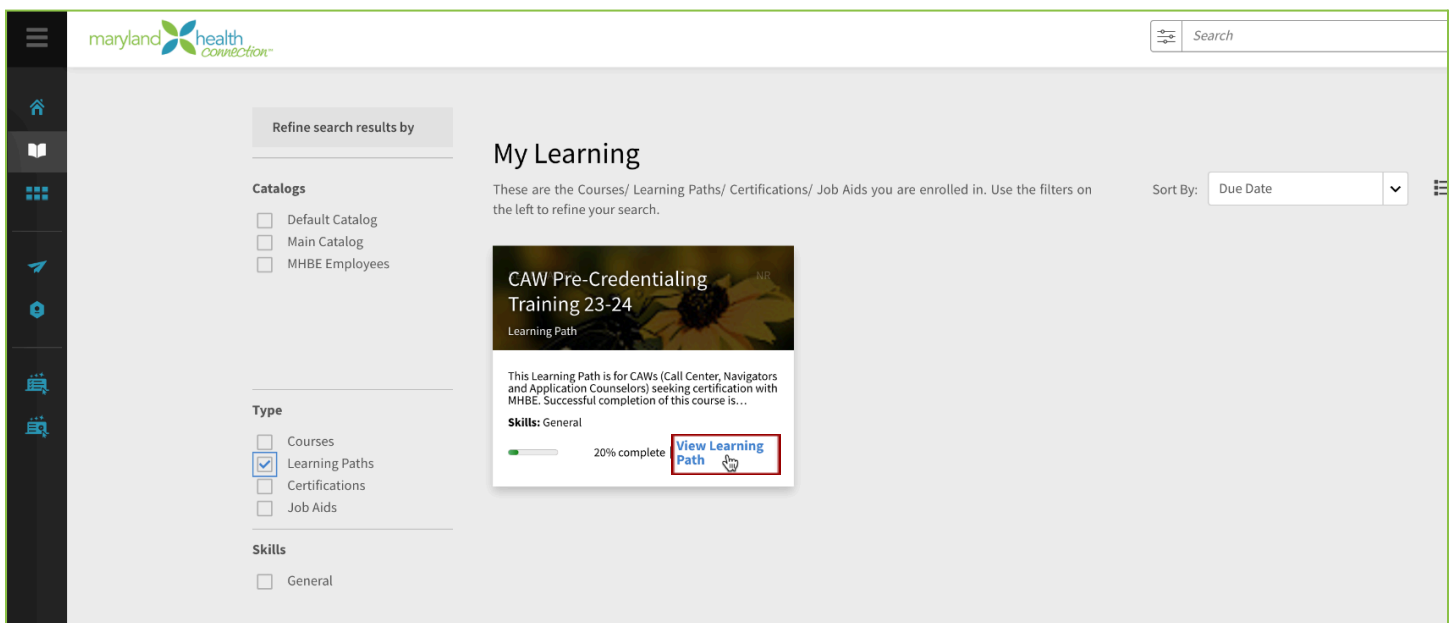 maryland health
connection™
Search
Refine search results by
Catalogs
Default Catalog
Main Catalog
MHBE Employees
Type
Courses
Learning Paths
Certifications
Job Aids
Skills
General
My Learning
These are the Courses/ Learning Paths/ Certifications/ Job Aids you are enrolled in. Use the filters on
the left to refine your search.
Sort By: Due Date
CAW Pre-Credentialing
NR
Training 23-24
Learning Path
This Learning Path is for CAWs (Call Center, Navigators
and Application Counselors) seeking certification with
MHBE. Successful completion of this course is…
Skills: General
20% complete |
View Learning
Path